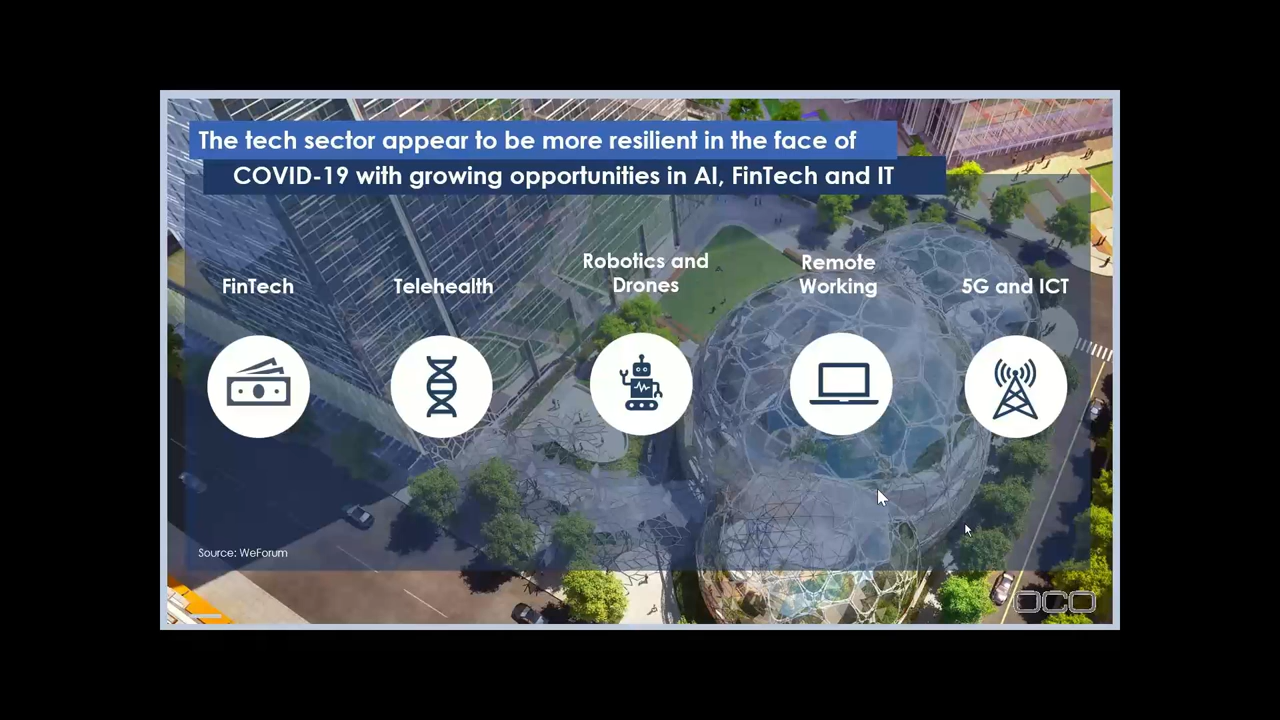 The tech sector appear to be more resilient in the face of
COVID-19 with growing opportunities in AI, FinTech and IT
FinTech
Telehealth
Robotics and
Drones
Remote
Working
5G and ICT
Source: WeForum
OCO